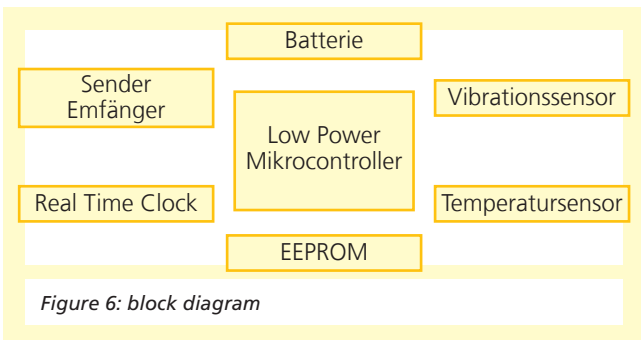 Batterie
Sender
Emfänger
Vibrationssensor
Low Power
Mikrocontroller
Real Time Clock
Temperatursensor
EEPROM
Figure 6: block diagram